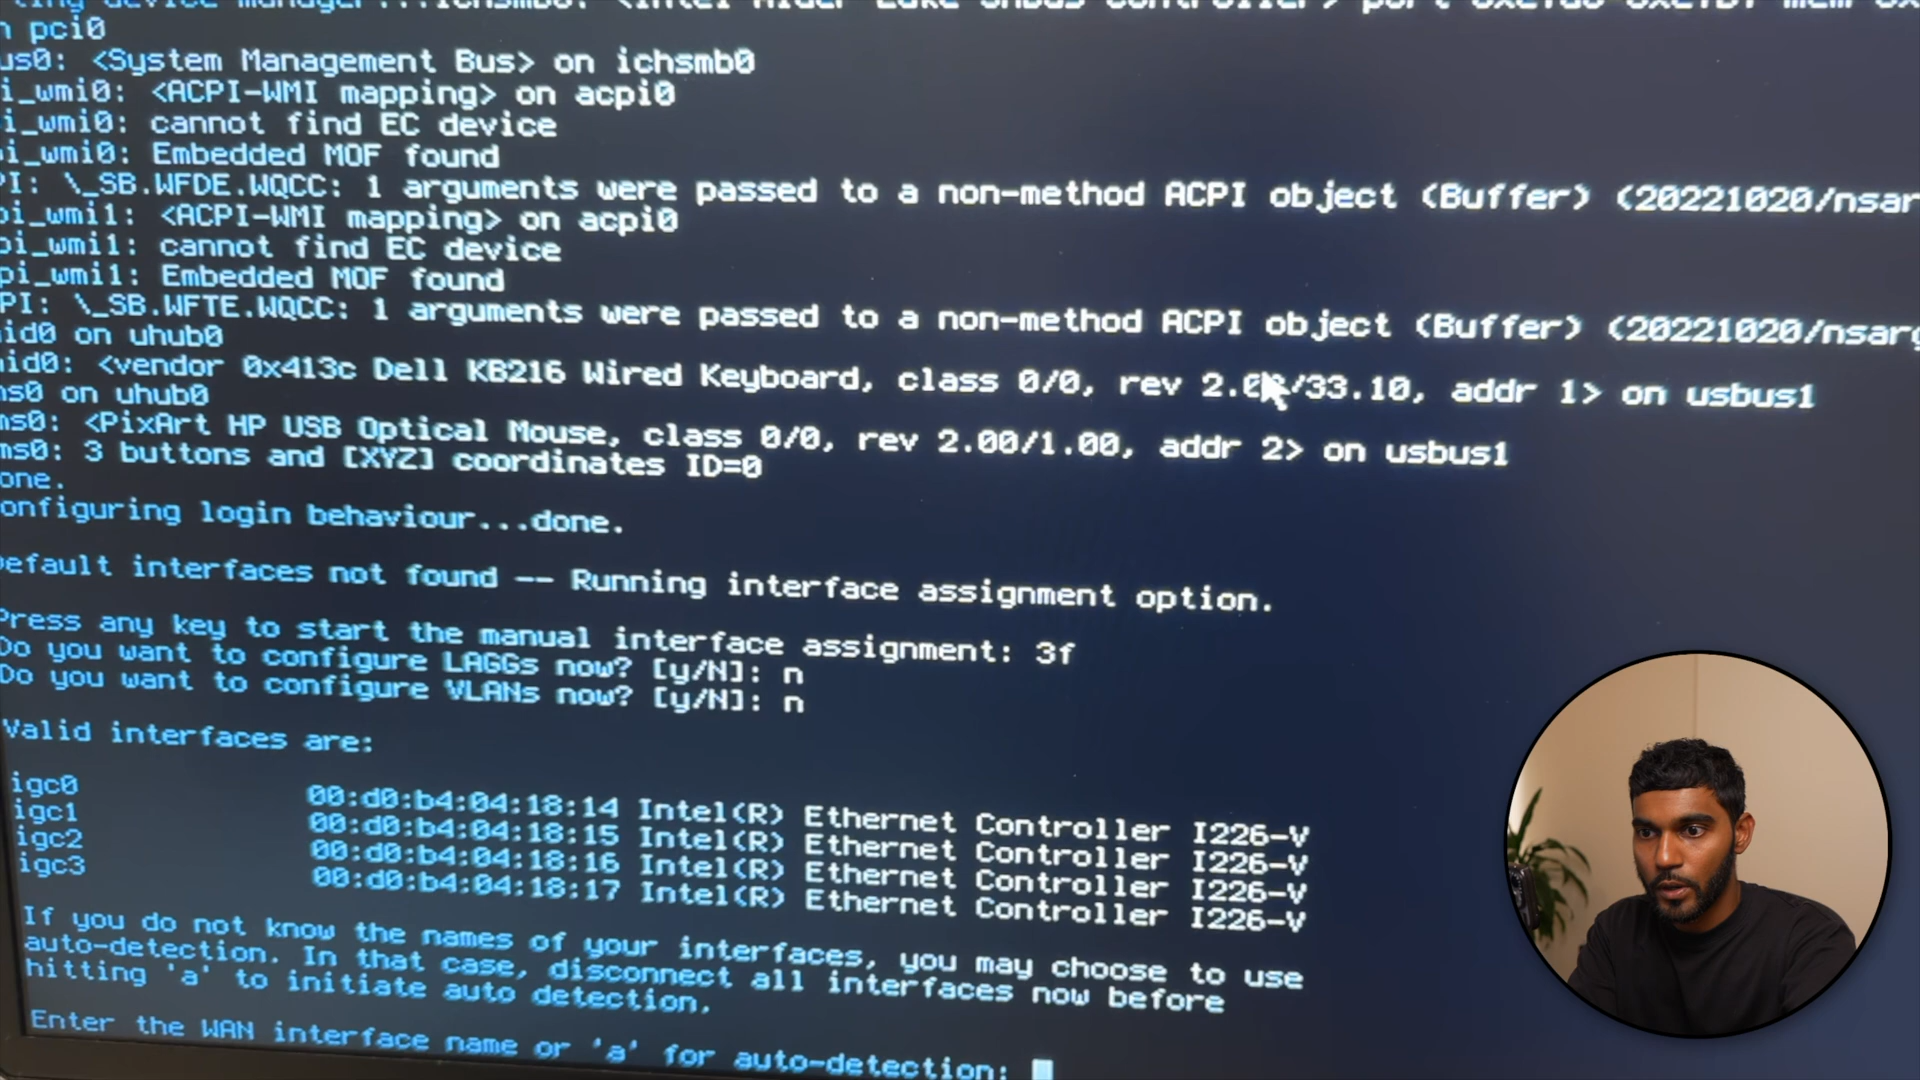 device manager...ichsmb0: <Intel Alder Lake SMBus Controller> port
n pci0
us0: <System Management Bus> on ichsmb0
i_wmi0: <ACPI-WMI mapping> on acpi0
i_wmi0: cannot find EC device
i_wmi0: Embedded MOF found
PI: \_SB.WFDE.WQCC: 1 arguments were passed to a non-method ACPI object (Buffer) (20221020/nsar
pi_wmi1: <ACPI-WMI mapping> on acpi0
pi_wmi1: cannot find EC device
pi_wmi1: Embedded MOF found
PI: \_SB.WFTE.WQCC: 1 arguments were passed to a non-method ACPI object (Buffer) (20221020/nsarg
id0 on uhub0
id0: <vendor 0x413c Dell KB216 Wired Keyboard, class 0/0, rev /33.10, addr 1> on usbus1
ms0 on uhub0
ms0: <PixArt HP USB Optical Mouse, class 0/0, rev 2.00/1.00, addr 2> on usbus1
ms0: 3 buttons and [XYZ] coordinates ID=0
one.
onfiguring login behaviour...done.
Default interfaces not found -- Running interface assignment option.
Press any key to start the manual interface assignment: 3f
Do you want to configure LAGGs now? [y/N]: n
Do you want to configure VLANs now? [y/N]: n
Valid interfaces are:
igc0 00:d0:b4:04:18:14 Intel(R) Ethernet Controller I226-V
igc1 00:d0:b4:04:18:15 Intel(R) Ethernet Controller I226-V
igc2 00:d0:b4:04:18:16 Intel(R) Ethernet Controller I226-V
igc3 00:d0:b4:04:18:17 Intel(R) Ethernet Controller I226-V
If you do not know the names of your interfaces, you may choose to use
auto-detection. In that case, disconnect all interfaces now before
hitting 'a' to initiate auto detection.
Enter the WAN interface name or 'a' for auto-detection: